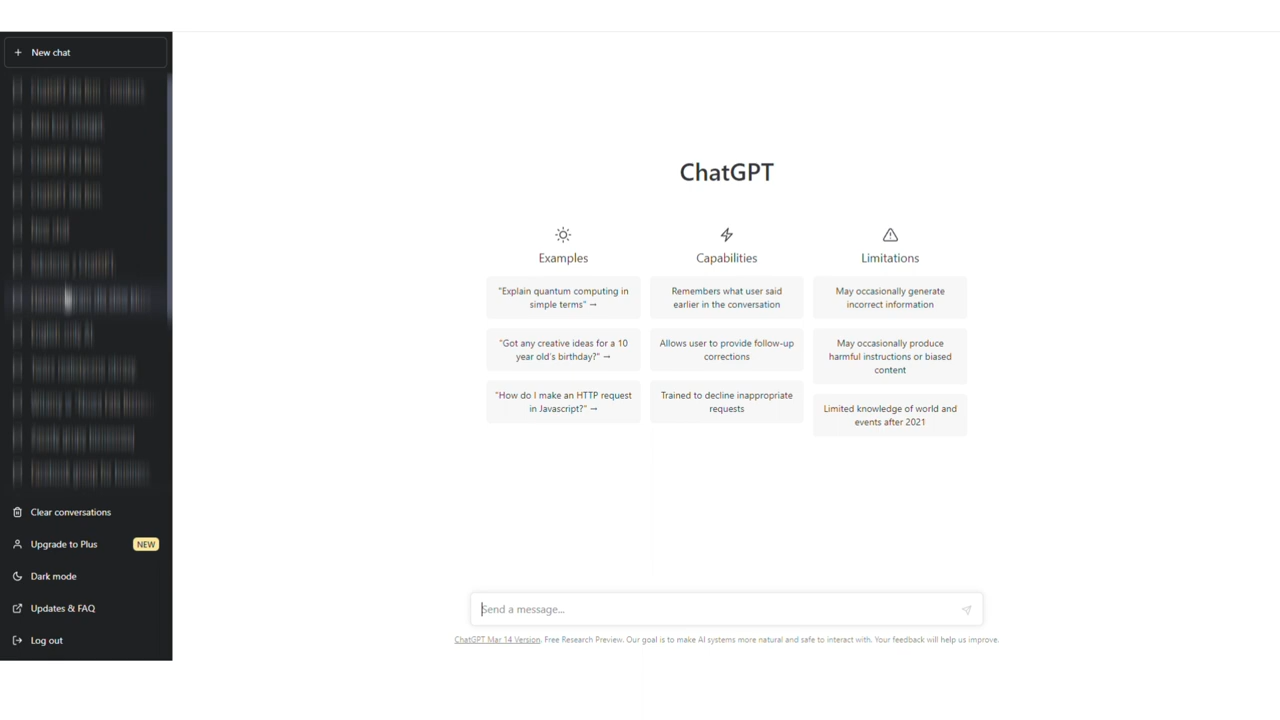 New chat
Clear conversations
Upgrade to Plus
NEW
Dark mode
Updates & FAQ
Log out
ChatGPT
Examples
"Explain quantum computing in
simple terms" →
"Got any creative ideas for a 10
year old's birthday?" →
"How do I make an HTTP request
in Javascript?" →
Capabilities
Remembers what user said
earlier in the conversation
Allows user to provide follow-up
corrections
Trained to decline inappropriate
requests
Limitations
May occasionally generate
incorrect information
May occasionally produce
harmful instructions or biased
content
Limited knowledge of world and
events after 2021
Send a message...
ChatGPT Mar 14 Version. Free Research Preview. Our goal is to make AI systems more natural and safe to interact with. Your feedback will help us improve.